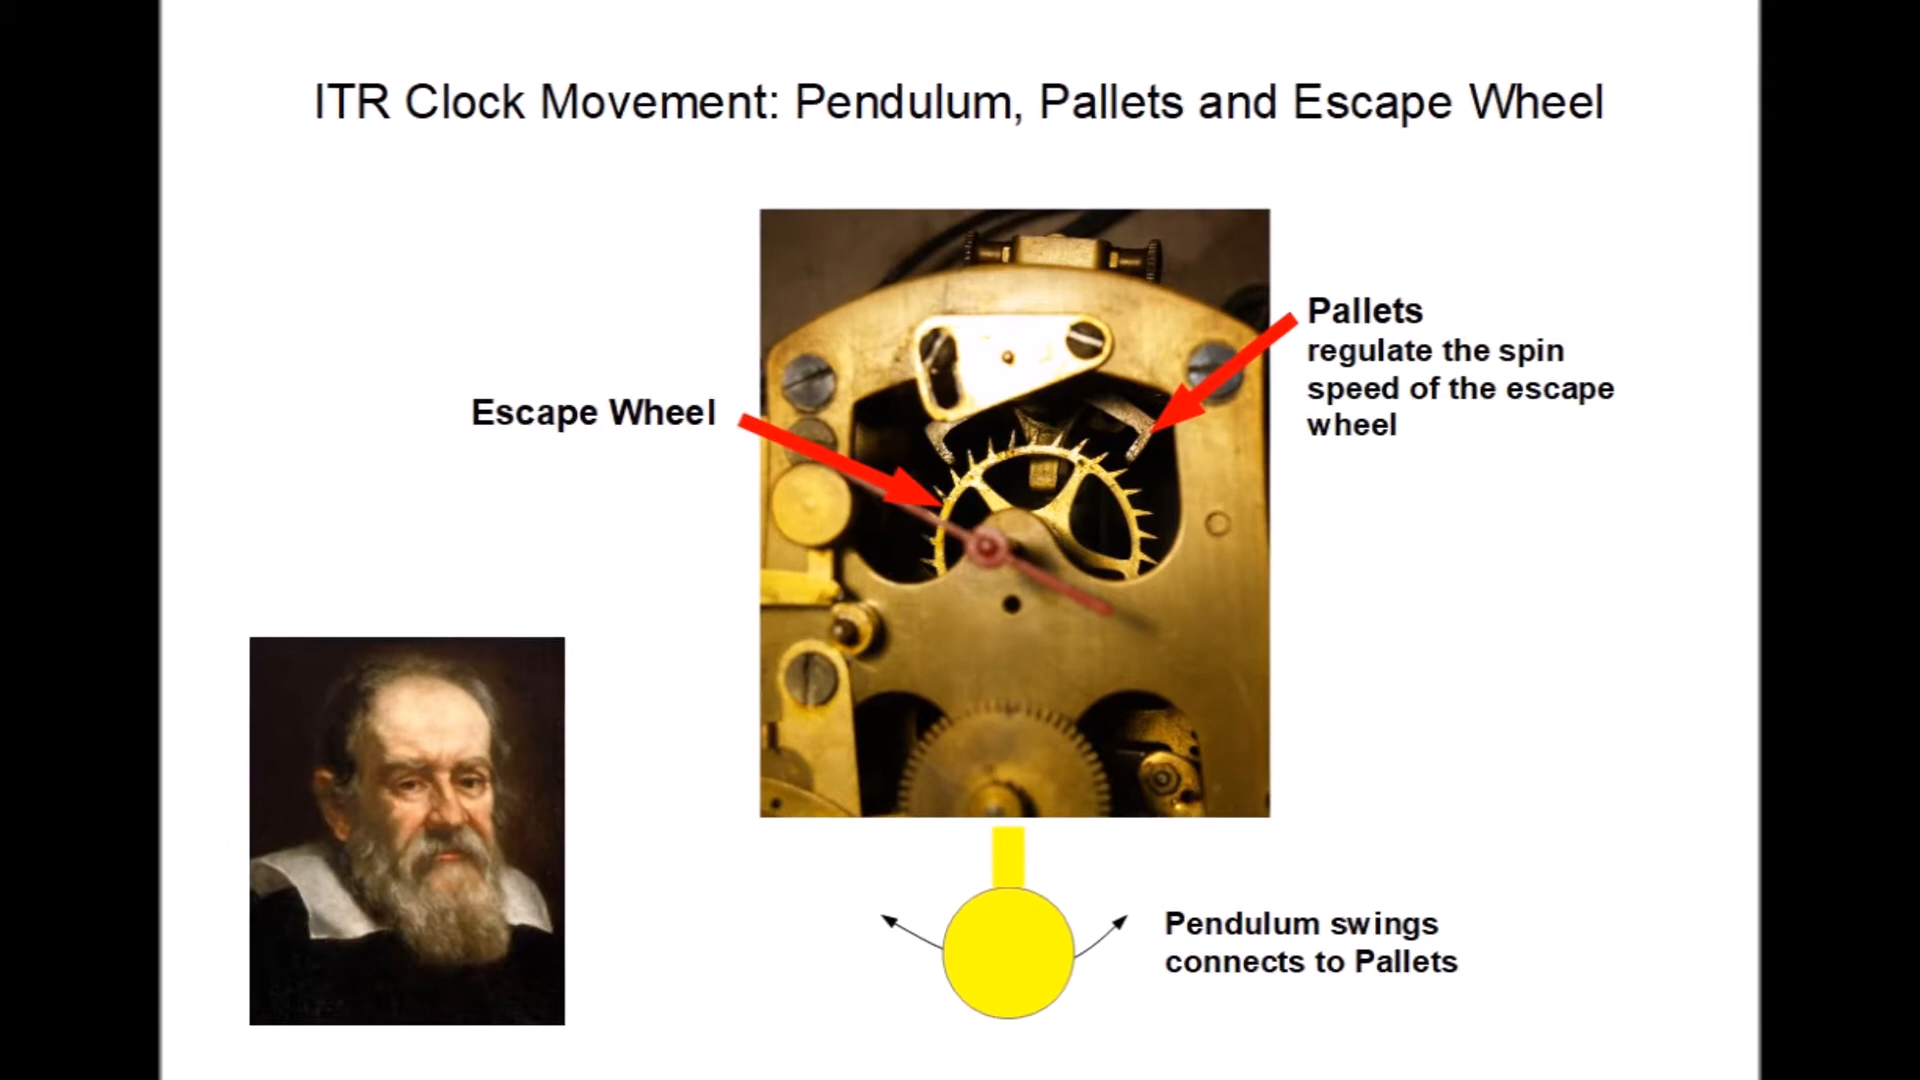 ITR Clock Movement: Pendulum, Pallets and Escape Wheel
Pallets
regulate the spin
speed of the escape
wheel
Escape Wheel
Pendulum swings
connects to Pallets